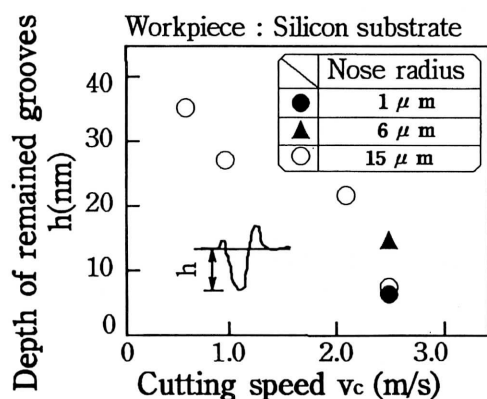 Workpiece : Silicon substrate
Depth of remained grooves
h(nm)
40
30
20
10
0
Nose radius
1 μ m
6 μ m
15 μ m
h
0
1.0
2.0
3.0
Cutting speed vc (m/s)